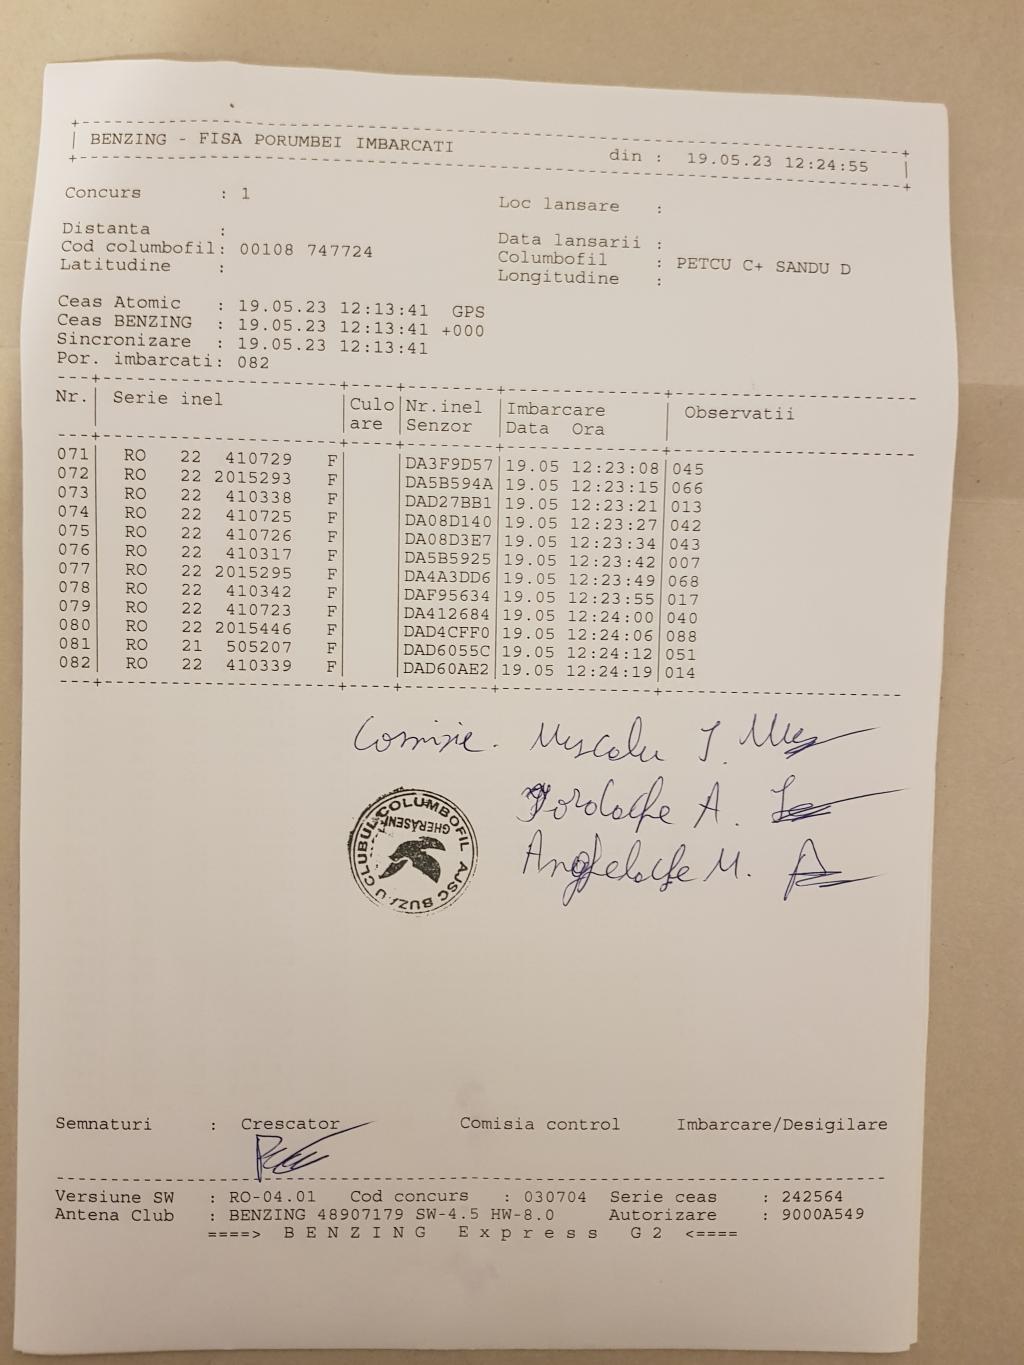 BENZING - FISA PORUMBEI IMBARCATI din : 19.05.23 12:24:55
Concurs : 1 Loc lansare :
Distanta : Data lansarii :
Cod columbofil: 00108 747724 Columbofil : PETCU C+ SANDU D
Latitudine : Longitudine :
Ceas Atomic : 19.05.23 12:13:41 GPS
Ceas BENZING : 19.05.23 12:13:41 +000
Sincronizare : 19.05.23 12:13:41
Por. imbarcati: 082
Nr. Serie inel Culo Nr.inel Imbarcare Observatii
are Senzor Data Ora
071 RO 22 410729 F DA3F9D57 19.05 12:23:08 045
072 RO 22 2015293 F DA5B594A 19.05 12:23:15 066
073 RO 22 410338 F DAD27BB1 19.05 12:23:21 013
074 RO 22 410725 F DA08D140 19.05 12:23:27 042
075 RO 22 410726 F DA08D3E7 19.05 12:23:34 043
076 RO 22 410317 F DA5B5925 19.05 12:23:42 007
077 RO 22 2015295 F DA4A3DD6 19.05 12:23:49 068
078 RO 22 410342 F DAF95634 19.05 12:23:55 017
079 RO 22 410723 F DA412684 19.05 12:24:00 040
080 RO 22 2015446 F DAD4CFF0 19.05 12:24:06 088
081 RO 21 505207 F DAD6055C 19.05 12:24:12 051
082 RO 22 410339 F DAD60AE2 19.05 12:24:19 014
Comisie. J.
A.
M.
CLUBUL COLUMBOFIL AJSC BUZAU
GHERASENI
Semnaturi : Crescator Comisia control Imbarcare/Desigilare
Versiune SW : RO-04.01 Cod concurs : 030704 Serie ceas : 242564
Antena Club : BENZING 48907179 SW-4.5 HW-8.0 Autorizare : 9000A549
====> B E N Z I N G E x p r e s s G 2 <====